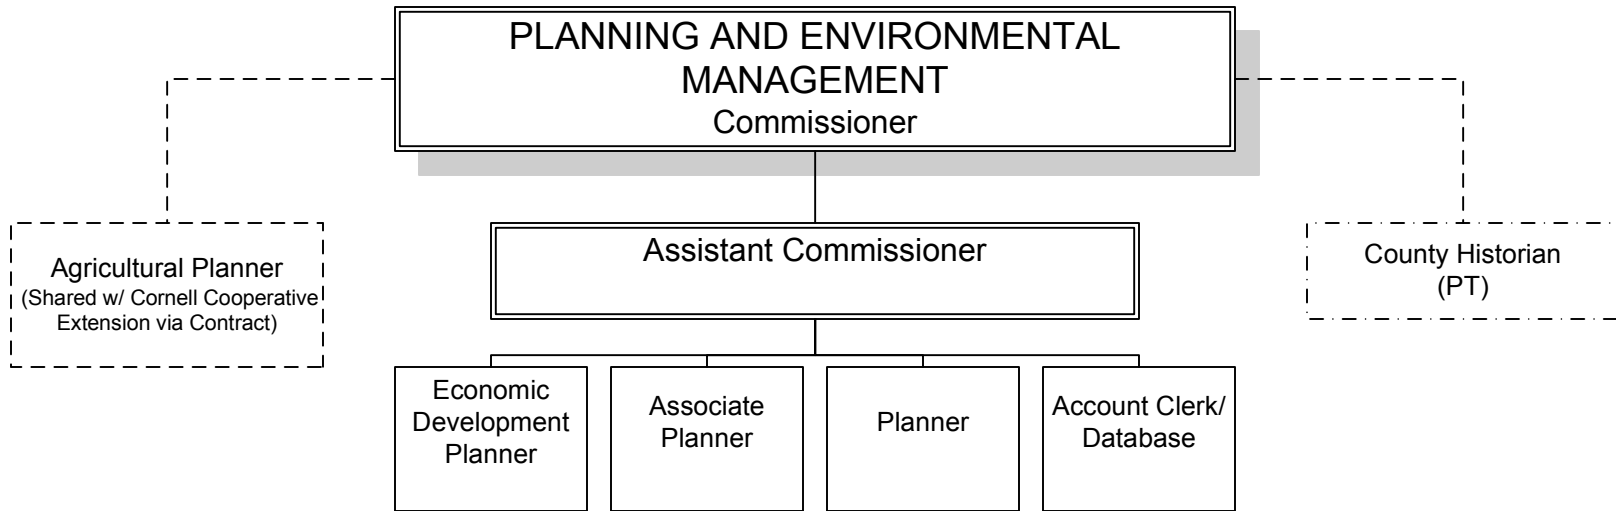 PLANNING AND ENVIRONMENTAL
MANAGEMENT
Commissioner
Assistant Commissioner
Agricultural Planner
(Shared w/ Cornell Cooperative
Extension via Contract)
County Historian
(PT)
Economic
Development
Planner
Associate
Planner
Planner
Account Clerk/
Database